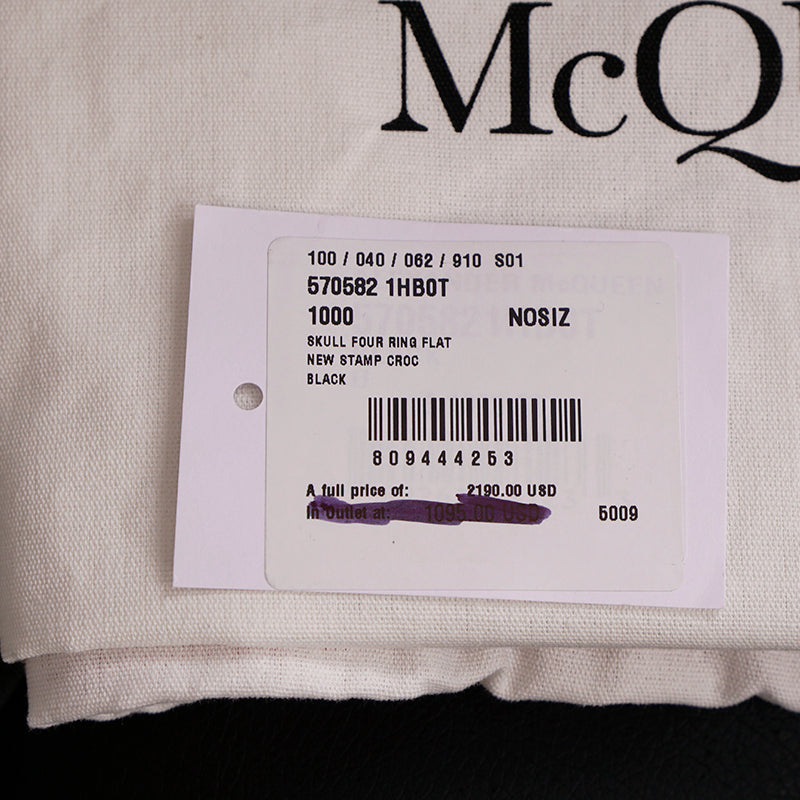 McQ
100 / 040 / 062 / 910 S01
570582 1HB0T
1000 NOSIZ
SKULL FOUR RING FLAT
NEW STAMP CROC
BLACK
809444253
A full price of: 2190.00 USD
In Outlet at: 1095.00 USD 5009